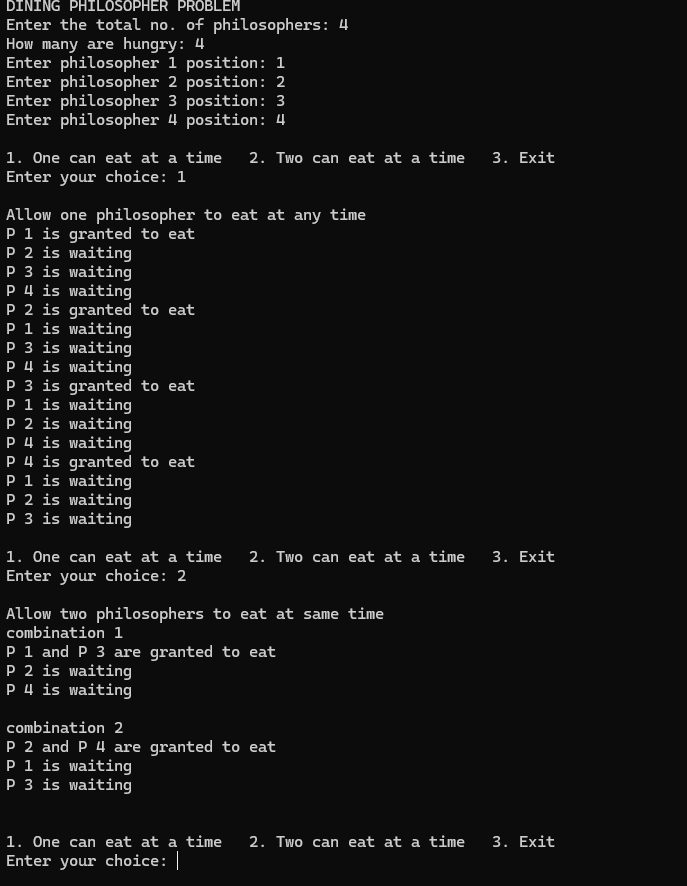 DINING PHILOSOPHER PROBLEM
Enter the total no. of philosophers: 4
How many are hungry: 4
Enter philosopher 1 position: 1
Enter philosopher 2 position: 2
Enter philosopher 3 position: 3
Enter philosopher 4 position: 4

1. One can eat at a time   2. Two can eat at a time   3. Exit
Enter your choice: 1

Allow one philosopher to eat at any time
P 1 is granted to eat
P 2 is waiting
P 3 is waiting
P 4 is waiting
P 2 is granted to eat
P 1 is waiting
P 3 is waiting
P 4 is waiting
P 3 is granted to eat
P 1 is waiting
P 2 is waiting
P 4 is waiting
P 4 is granted to eat
P 1 is waiting
P 2 is waiting
P 3 is waiting

1. One can eat at a time   2. Two can eat at a time   3. Exit
Enter your choice: 2

Allow two philosophers to eat at same time
combination 1
P 1 and P 3 are granted to eat
P 2 is waiting
P 4 is waiting

combination 2
P 2 and P 4 are granted to eat
P 1 is waiting
P 3 is waiting


1. One can eat at a time   2. Two can eat at a time   3. Exit
Enter your choice: